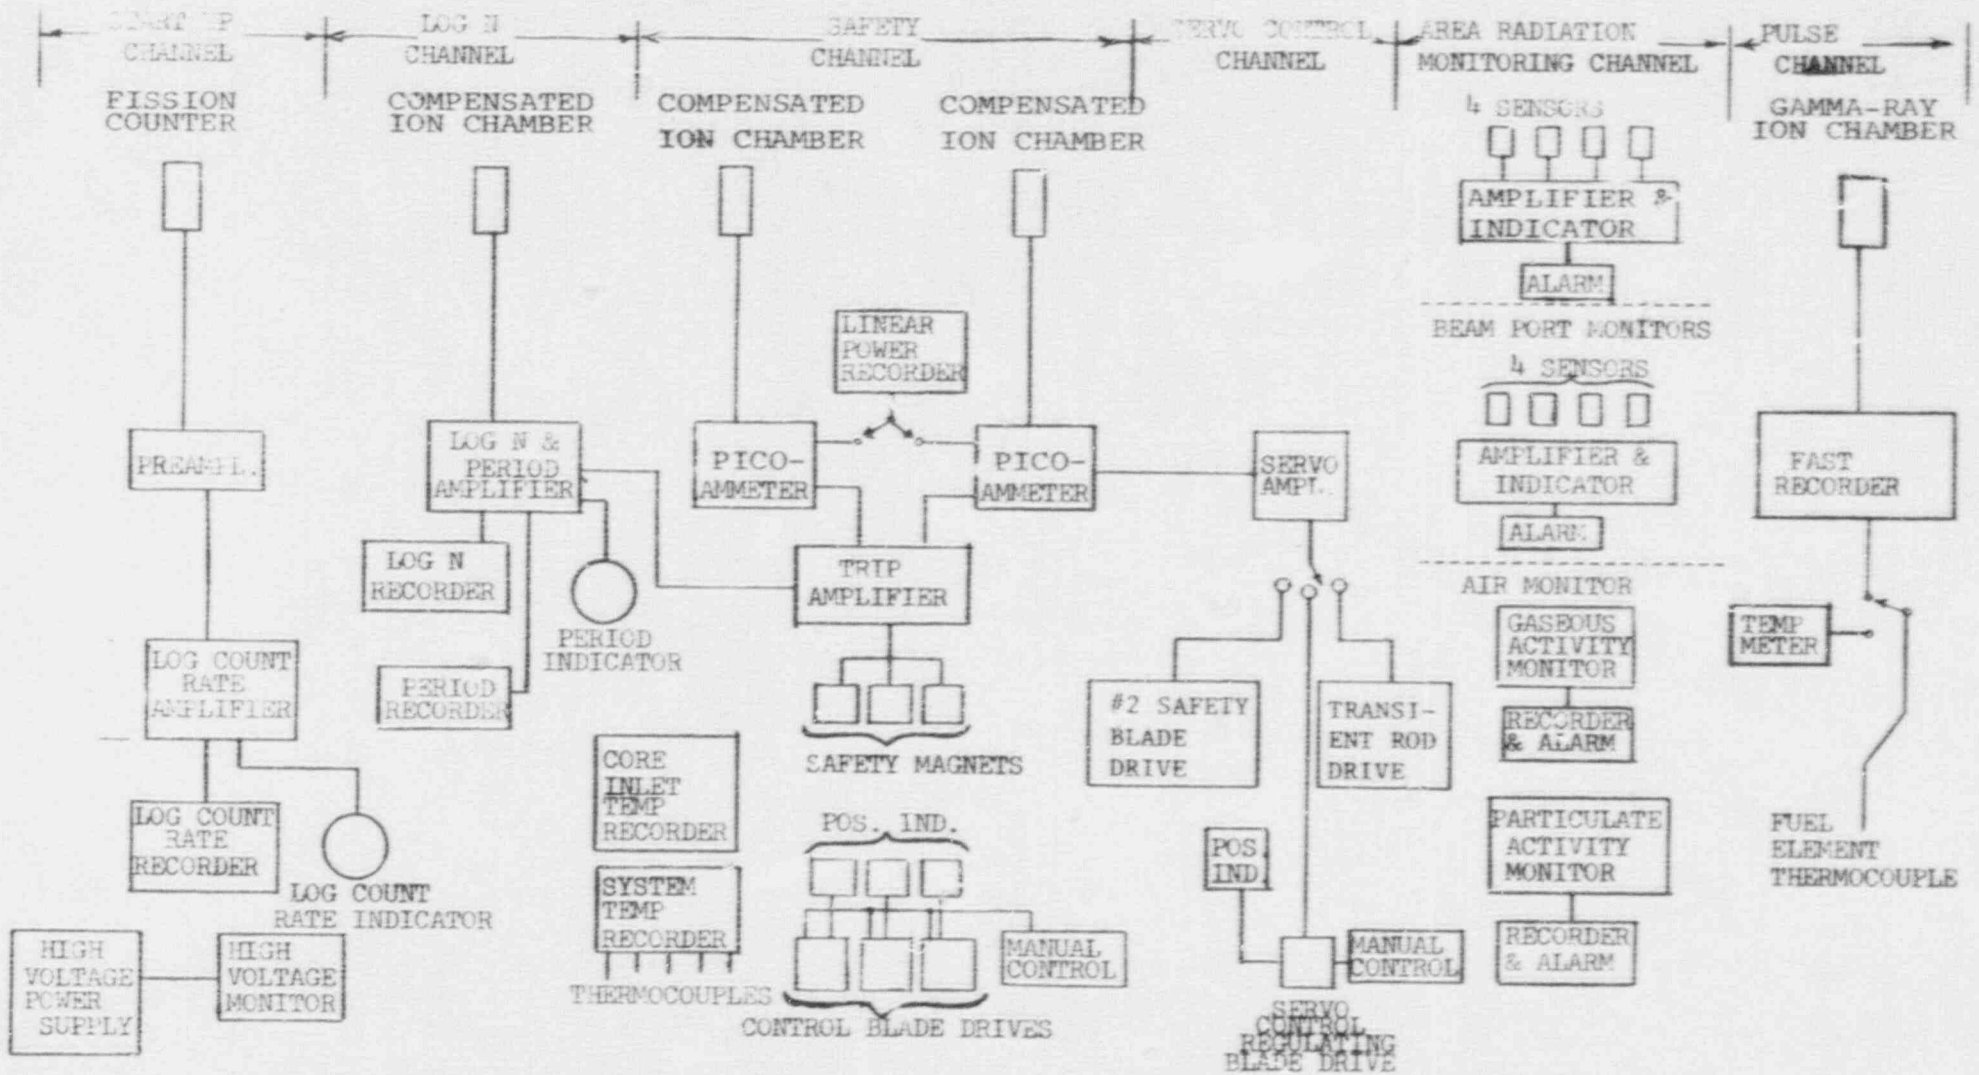 START UP
CHANNEL
LOG N
CHANNEL
SAFETY
CHANNEL
SERVO CONTROL
CHANNEL
AREA RADIATION
MONITORING CHANNEL
PULSE
CHANNEL
FISSION
COUNTER
COMPENSATED
ION CHAMBER
COMPENSATED
ION CHAMBER
COMPENSATED
ION CHAMBER
4 SENSORS
GAMMA-RAY
ION CHAMBER
AMPLIFIER &
INDICATOR
ALARM
LINEAR
POWER
RECORDER
BEAM PORT MONITORS
4 SENSORS
PREAMPL.
LOG N &
PERIOD
AMPLIFIER
PICO-
AMMETER
PICO-
AMMETER
SERVO
AMPL.
AMPLIFIER &
INDICATOR
ALARM
FAST
RECORDER
LOG N
RECORDER
PERIOD
INDICATOR
TRIP
AMPLIFIER
AIR MONITOR
GASEOUS
ACTIVITY
MONITOR
RECORDER
& ALARM
TEMP
METER
LOG COUNT
RATE
AMPLIFIER
PERIOD
RECORDER
SAFETY MAGNETS
#2 SAFETY
BLADE
DRIVE
TRANSI-
ENT ROD
DRIVE
CORE
INLET
TEMP
RECORDER
LOG COUNT
RATE
RECORDER
LOG COUNT
RATE INDICATOR
POS. IND.
POS.
IND.
PARTICULATE
ACTIVITY
MONITOR
FUEL
ELEMENT
THERMOCOUPLE
SYSTEM
TEMP
RECORDER
THERMOCOUPLES
HIGH
VOLTAGE
POWER
SUPPLY
HIGH
VOLTAGE
MONITOR
MANUAL
CONTROL
CONTROL BLADE DRIVES
MANUAL
CONTROL
RECORDER
& ALARM
SERVO
CONTROL
REGULATING
BLADE DRIVE